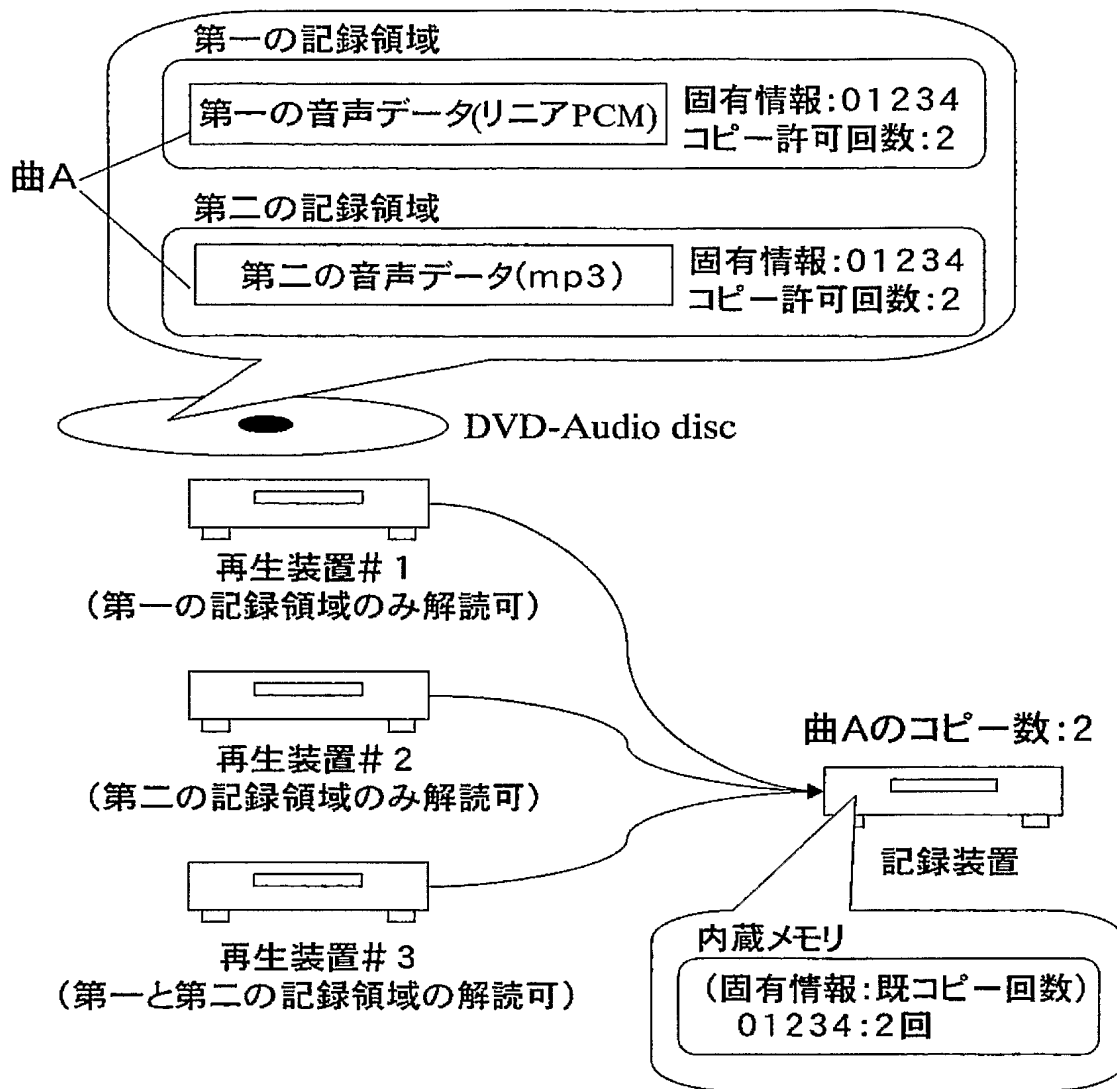 第一の記録領域
第一の音声データ(リニアPCM)
固有情報:01234
コピー許可回数:2
曲A
第二の記録領域
第二の音声データ(mp3)
固有情報:01234
コピー許可回数:2
DVD-Audio disc
再生装置#1
(第一の記録領域のみ解読可)
再生装置#2
(第二の記録領域のみ解読可)
曲Aのコピー数:2
記録装置
再生装置#3
(第一と第二の記録領域の解読可)
内蔵メモリ
(固有情報:既コピー回数)
01234:2回